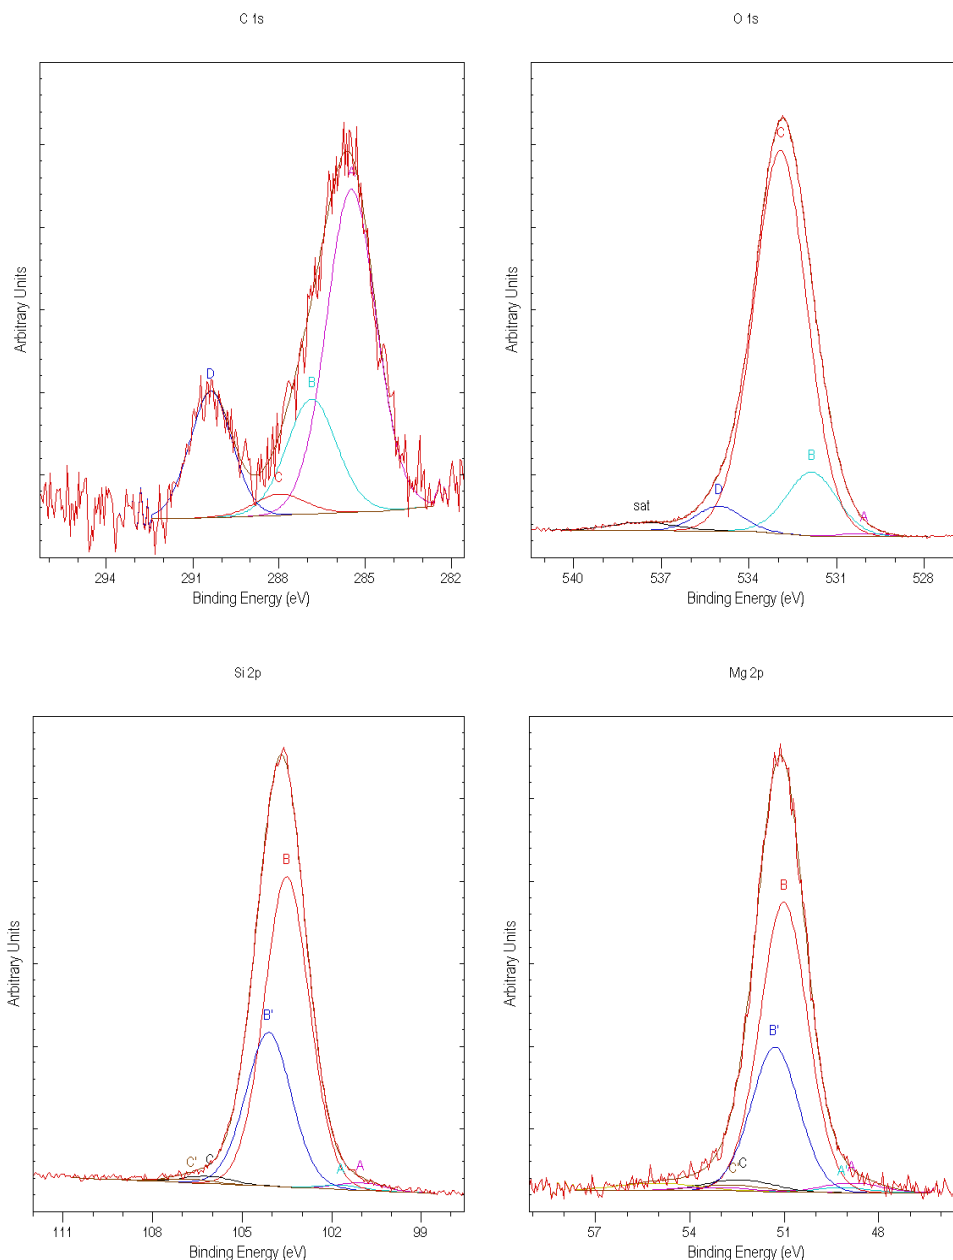 C 1s
O 1s
Arbitrary Units
D
A
B
C
294
291
288
285
282
Binding Energy (eV)
Arbitrary Units
C
B
D
sat
A
540
537
534
531
528
Binding Energy (eV)
Si 2p
Mg 2p
Arbitrary Units
B
B'
C'
C
A'
A
111
108
105
102
99
Binding Energy (eV)
Arbitrary Units
B
B'
C'
C
A'
A
57
54
51
48
Binding Energy (eV)